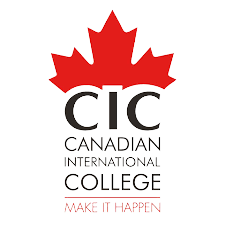 CIC
CANADIAN
INTERNATIONAL
COLLEGE
MAKE IT HAPPEN